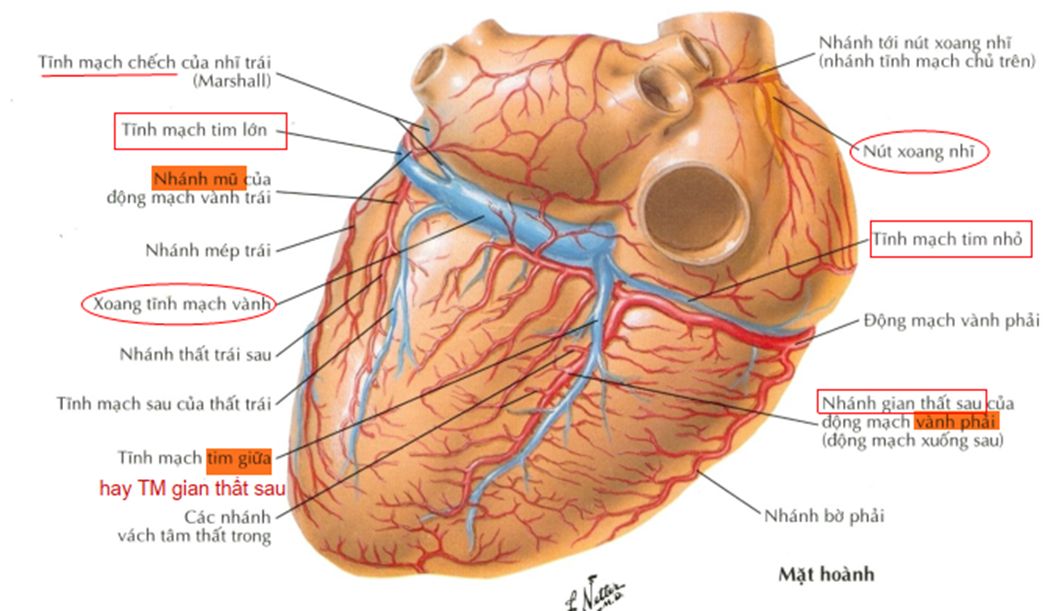 Tĩnh mạch chếch của nhĩ trái
(Marshall)
Tĩnh mạch tim lớn
Nhánh mũ của
động mạch vành trái
Nhánh mép trái
Xoang tĩnh mạch vành
Nhánh thất trái sau
Tĩnh mạch sau của thất trái
Tĩnh mạch tim giữa
hay TM gian thất sau
Các nhánh
vách tâm thất trong
Nhánh tới nút xoang nhĩ
(nhánh tĩnh mạch chủ trên)
Nút xoang nhĩ
Tĩnh mạch tim nhỏ
Động mạch vành phải
Nhánh gian thất sau của
động mạch vành phải
(động mạch xuống sau)
Nhánh bờ phải
Mặt hoành
F. Netter
M.D.